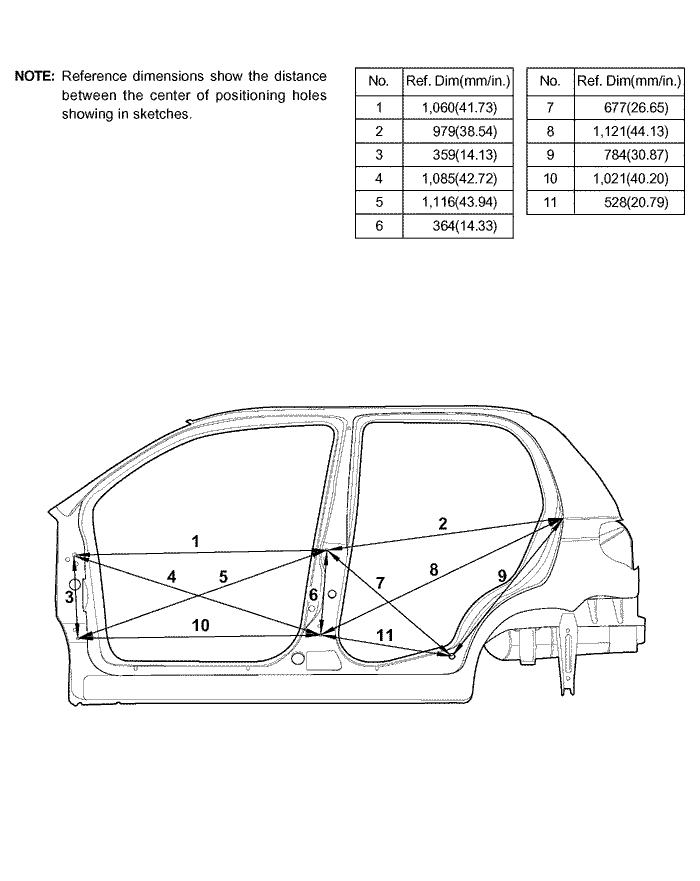 NOTE: Reference dimensions show the distance
between the center of positioning holes
showing in sketches.
No. Ref. Dim(mm/in.)
1 1,060(41.73)
2 979(38.54)
3 359(14.13)
4 1,085(42.72)
5 1,116(43.94)
6 364(14.33)
No. Ref. Dim(mm/in.)
7 677(26.65)
8 1,121(44.13)
9 784(30.87)
10 1,021(40.20)
11 528(20.79)
2
1
4 5 7 8 9
3 6
10 11